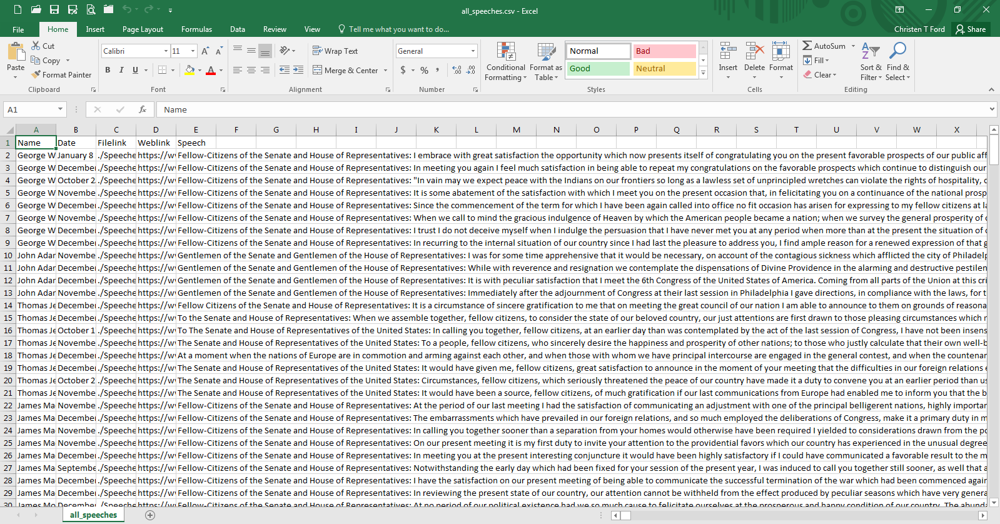 all_speeches.csv - Excel
File Home Insert Page Layout Formulas Data Review View Tell me what you want to do... Christen T Ford Share
Paste Cut Copy Format Painter Clipboard
Calibri 11 A A B I U A Font
Wrap Text Merge & Center Alignment
General $ % , .00 Number
Conditional Formatting Format as Table Normal Bad Good Neutral Styles
Insert Delete Format Cells
AutoSum Fill Clear Sort & Filter Find & Select Editing
A1 fx Name
A B C D E F G H I J K L M N O P Q R S T U V W X
1 Name Date Filelink Weblink Speech
2 George W January 8 ./Speeche https://w Fellow-Citizens of the Senate and House of Representatives: I embrace with great satisfaction the opportunity which now presents itself of congratulating you on the present favorable prospects of our public aff
3 George W December ./Speeche https://w Fellow-Citizens of the Senate and House of Representatives: In meeting you again I feel much satisfaction in being able to repeat my congratulations on the favorable prospects which continue to distinguish our
4 George W October 2 ./Speeche https://w Fellow-Citizens of the Senate and House of Representatives: "In vain may we expect peace with the Indians on our frontiers so long as a lawless set of unprincipled wretches can violate the rights of hospitality,
5 George W Novembe ./Speeche https://w Fellow-Citizens of the Senate and House of Representatives: It is some abatement of the satisfaction with which I meet you on the present occasion that, in felicitating you on a continuance of the national prosp
6 George W December ./Speeche https://w Fellow-Citizens of the Senate and House of Representatives: Since the commencement of the term for which I have been again called into office no fit occasion has arisen for expressing to my fellow citizens at la
7 George W Novembe ./Speeche https://w Fellow-Citizens of the Senate and House of Representatives: When we call to mind the gracious indulgence of Heaven by which the American people became a nation; when we survey the general prosperity of
8 George W December ./Speeche https://w Fellow-Citizens of the Senate and House of Representatives: I trust I do not deceive myself when I indulge the persuasion that I have never met you at any period when more than at the present the situation of
9 George W December ./Speeche https://w Fellow-Citizens of the Senate and House of Representatives: In recurring to the internal situation of our country since I had last the pleasure to address you, I find ample reason for a renewed expression of that g
10 John Adar Novembe ./Speeche https://w Gentlemen of the Senate and Gentlemen of the House of Representatives: I was for some time apprehensive that it would be necessary, on account of the contagious sickness which afflicted the city of Philadelp
11 John Adar December ./Speeche https://w Gentlemen of the Senate and Gentlemen of the House of Representatives: While with reverence and resignation we contemplate the dispensations of Divine Providence in the alarming and destructive pestilen
12 John Adar December ./Speeche https://w Gentlemen of the Senate and Gentlemen of the House of Representatives: It is with peculiar satisfaction that I meet the 6th Congress of the United States of America. Coming from all parts of the Union at this cri
13 John Adar Novembe ./Speeche https://w Gentlemen of the Senate and Gentlemen of the House of Representatives: Immediately after the adjournment of Congress at their last session in Philadelphia I gave directions, in compliance with the laws, for t
14 Thomas Je December ./Speeche https://w Fellow Citizens of the Senate and House of Representatives: It is a circumstance of sincere gratification to me that on meeting the great council of our nation I am able to announce to them on grounds of reasona
15 Thomas Je December ./Speeche https://w To the Senate and House of Representatives: When we assemble together, fellow citizens, to consider the state of our beloved country, our just attentions are first drawn to those pleasing circumstances which
16 Thomas Je October 1 ./Speeche https://w To The Senate and House of Representatives of the United States: In calling you together, fellow citizens, at an earlier day than was contemplated by the act of the last session of Congress, I have not been insens
17 Thomas Je Novembe ./Speeche https://w The Senate and House of Representatives of the United States: To a people, fellow citizens, who sincerely desire the happiness and prosperity of other nations; to those who justly calculate that their own well-b
18 Thomas Je December ./Speeche https://w At a moment when the nations of Europe are in commotion and arming against each other, and when those with whom we have principal intercourse are engaged in the general contest, and when the countenan
19 Thomas Je December ./Speeche https://w The Senate and House of Representatives of the United States: It would have given me, fellow citizens, great satisfaction to announce in the moment of your meeting that the difficulties in our foreign relations
20 Thomas Je October 2 ./Speeche https://w The Senate and House of Representatives of the United States: Circumstances, fellow citizens, which seriously threatened the peace of our country have made it a duty to convene you at an earlier period than us
21 Thomas Je Novembe ./Speeche https://w The Senate and House of Representatives of the United States: It would have been a source, fellow citizens, of much gratification if our last communications from Europe had enabled me to inform you that the b
22 James Ma Novembe ./Speeche https://w Fellow-Citizens of the Senate and House of Representatives: At the period of our last meeting I had the satisfaction of communicating an adjustment with one of the principal belligerent nations, highly importan
23 James Ma December ./Speeche https://w Fellow-Citizens of the Senate and House of Representatives: The embarrassments which have prevailed in our foreign relations, and so much employed the deliberations of Congress, make it a primary duty in m
24 James Ma Novembe ./Speeche https://w Fellow-Citizens of the Senate and House of Representatives: In calling you together sooner than a separation from your homes would otherwise have been required I yielded to considerations drawn from the po
25 James Ma Novembe ./Speeche https://w Fellow-Citizens of the Senate and House of Representatives: On our present meeting it is my first duty to invite your attention to the providential favors which our country has experienced in the unusual degree
26 James Ma December ./Speeche https://w Fellow-Citizens of the Senate and House of Representatives: In meeting you at the present interesting conjuncture it would have been highly satisfactory if I could have communicated a favorable result to the m
27 James Ma Septembe ./Speeche https://w Fellow-Citizens of the Senate and House of Representatives: Notwithstanding the early day which had been fixed for your session of the present year, I was induced to call you together still sooner, as well that a
28 James Ma December ./Speeche https://w Fellow-Citizens of the Senate and House of Representatives: I have the satisfaction on our present meeting of being able to communicate the successful termination of the war which had been commenced again
29 James Ma December ./Speeche https://w Fellow-Citizens of the Senate and House of Representatives: In reviewing the present state of our country, our attention cannot be withheld from the effect produced by peculiar seasons which have very genera
30 James Mo December ./Speeche https://w Fellow-Citizens of the Senate and House of Representatives: At no period of our political existence had we so much cause to felicitate ourselves at the prosperous and happy condition of our country. The abunda
all_speeches